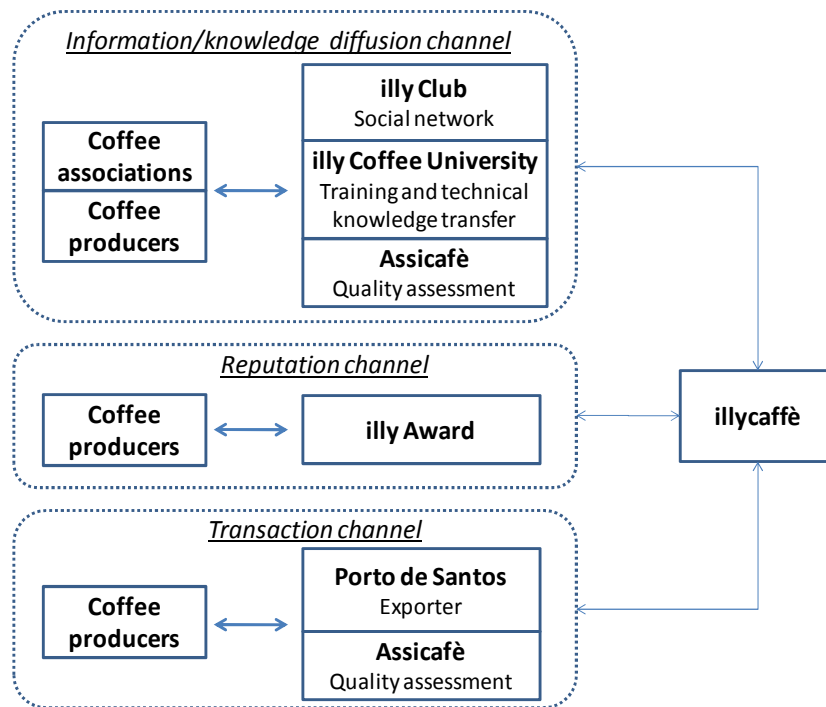 Information/knowledge diffusion channel
Coffee
associations
Coffee
producers
illy Club
Social network
illy Coffee University
Training and technical
knowledge transfer
Assicafè
Quality assessment
Reputation channel
Coffee
producers
illy Award
illycaffè
Transaction channel
Coffee
producers
Porto de Santos
Exporter
Assicafè
Quality assessment